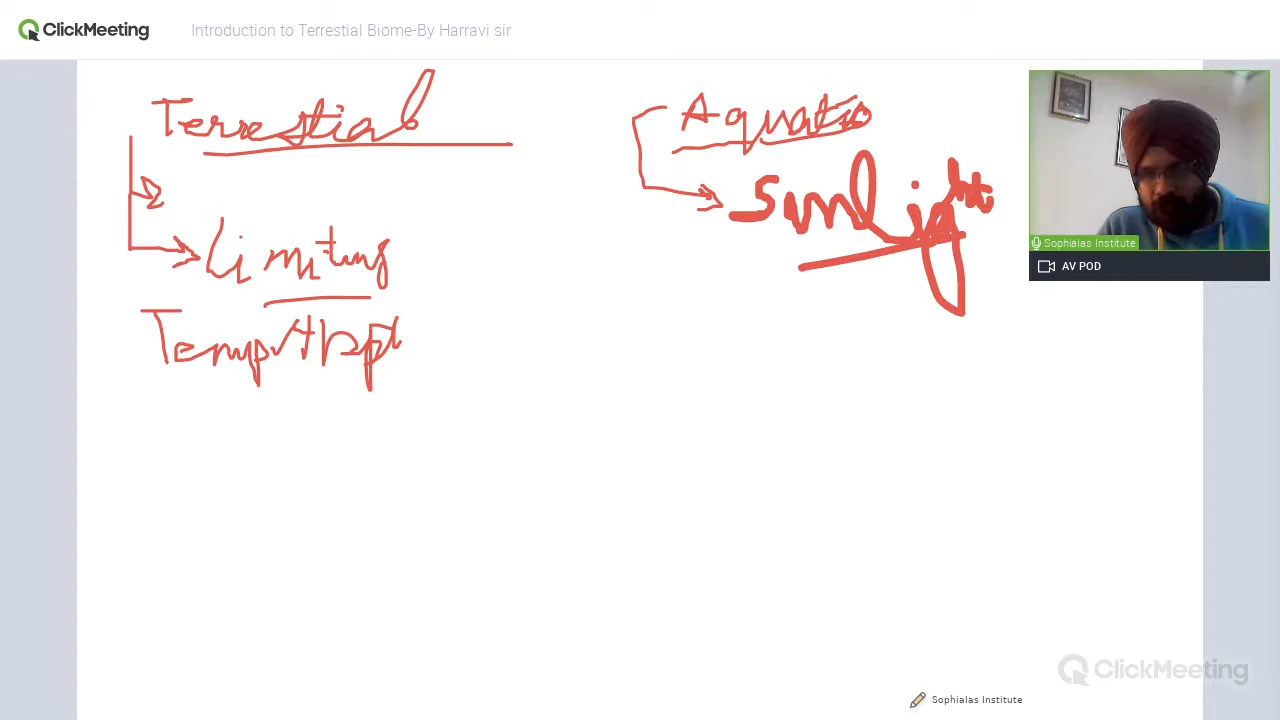 ClickMeeting
Introduction to Terrestial Biome-By Harravi sir
Terrestial
Aquatic
Sunlight
Limiting
Temp
Sophialas Institute
AV POD
ClickMeeting
Sophialas Institute